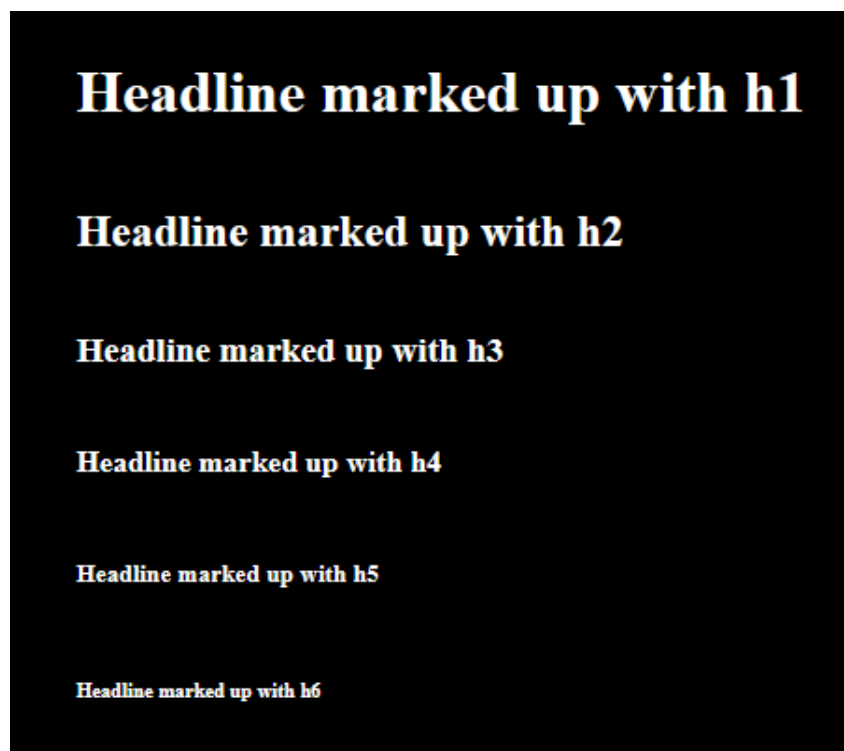 Headline marked up with h1
Headline marked up with h2
Headline marked up with h3
Headline marked up with h4
Headline marked up with h5
Headline marked up with h6